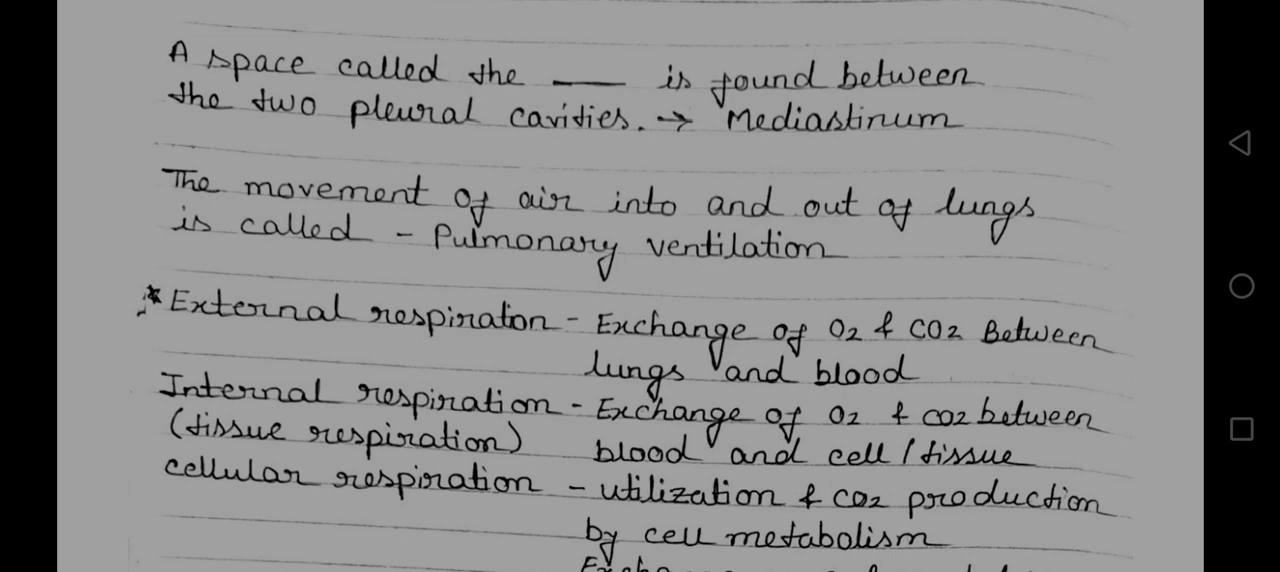 A space called the ___ is found between
the two pleural cavities. → Mediastinum
The movement of air into and out of lungs
is called - Pulmonary ventilation
* External respiraton - Exchange of O2 & CO2 Between
lungs and blood
Internal respiration - Exchange of O2 & CO2 between
(tissue respiration) blood and cell / tissue
cellular respiration - utilization & CO2 production
by cell metabolism